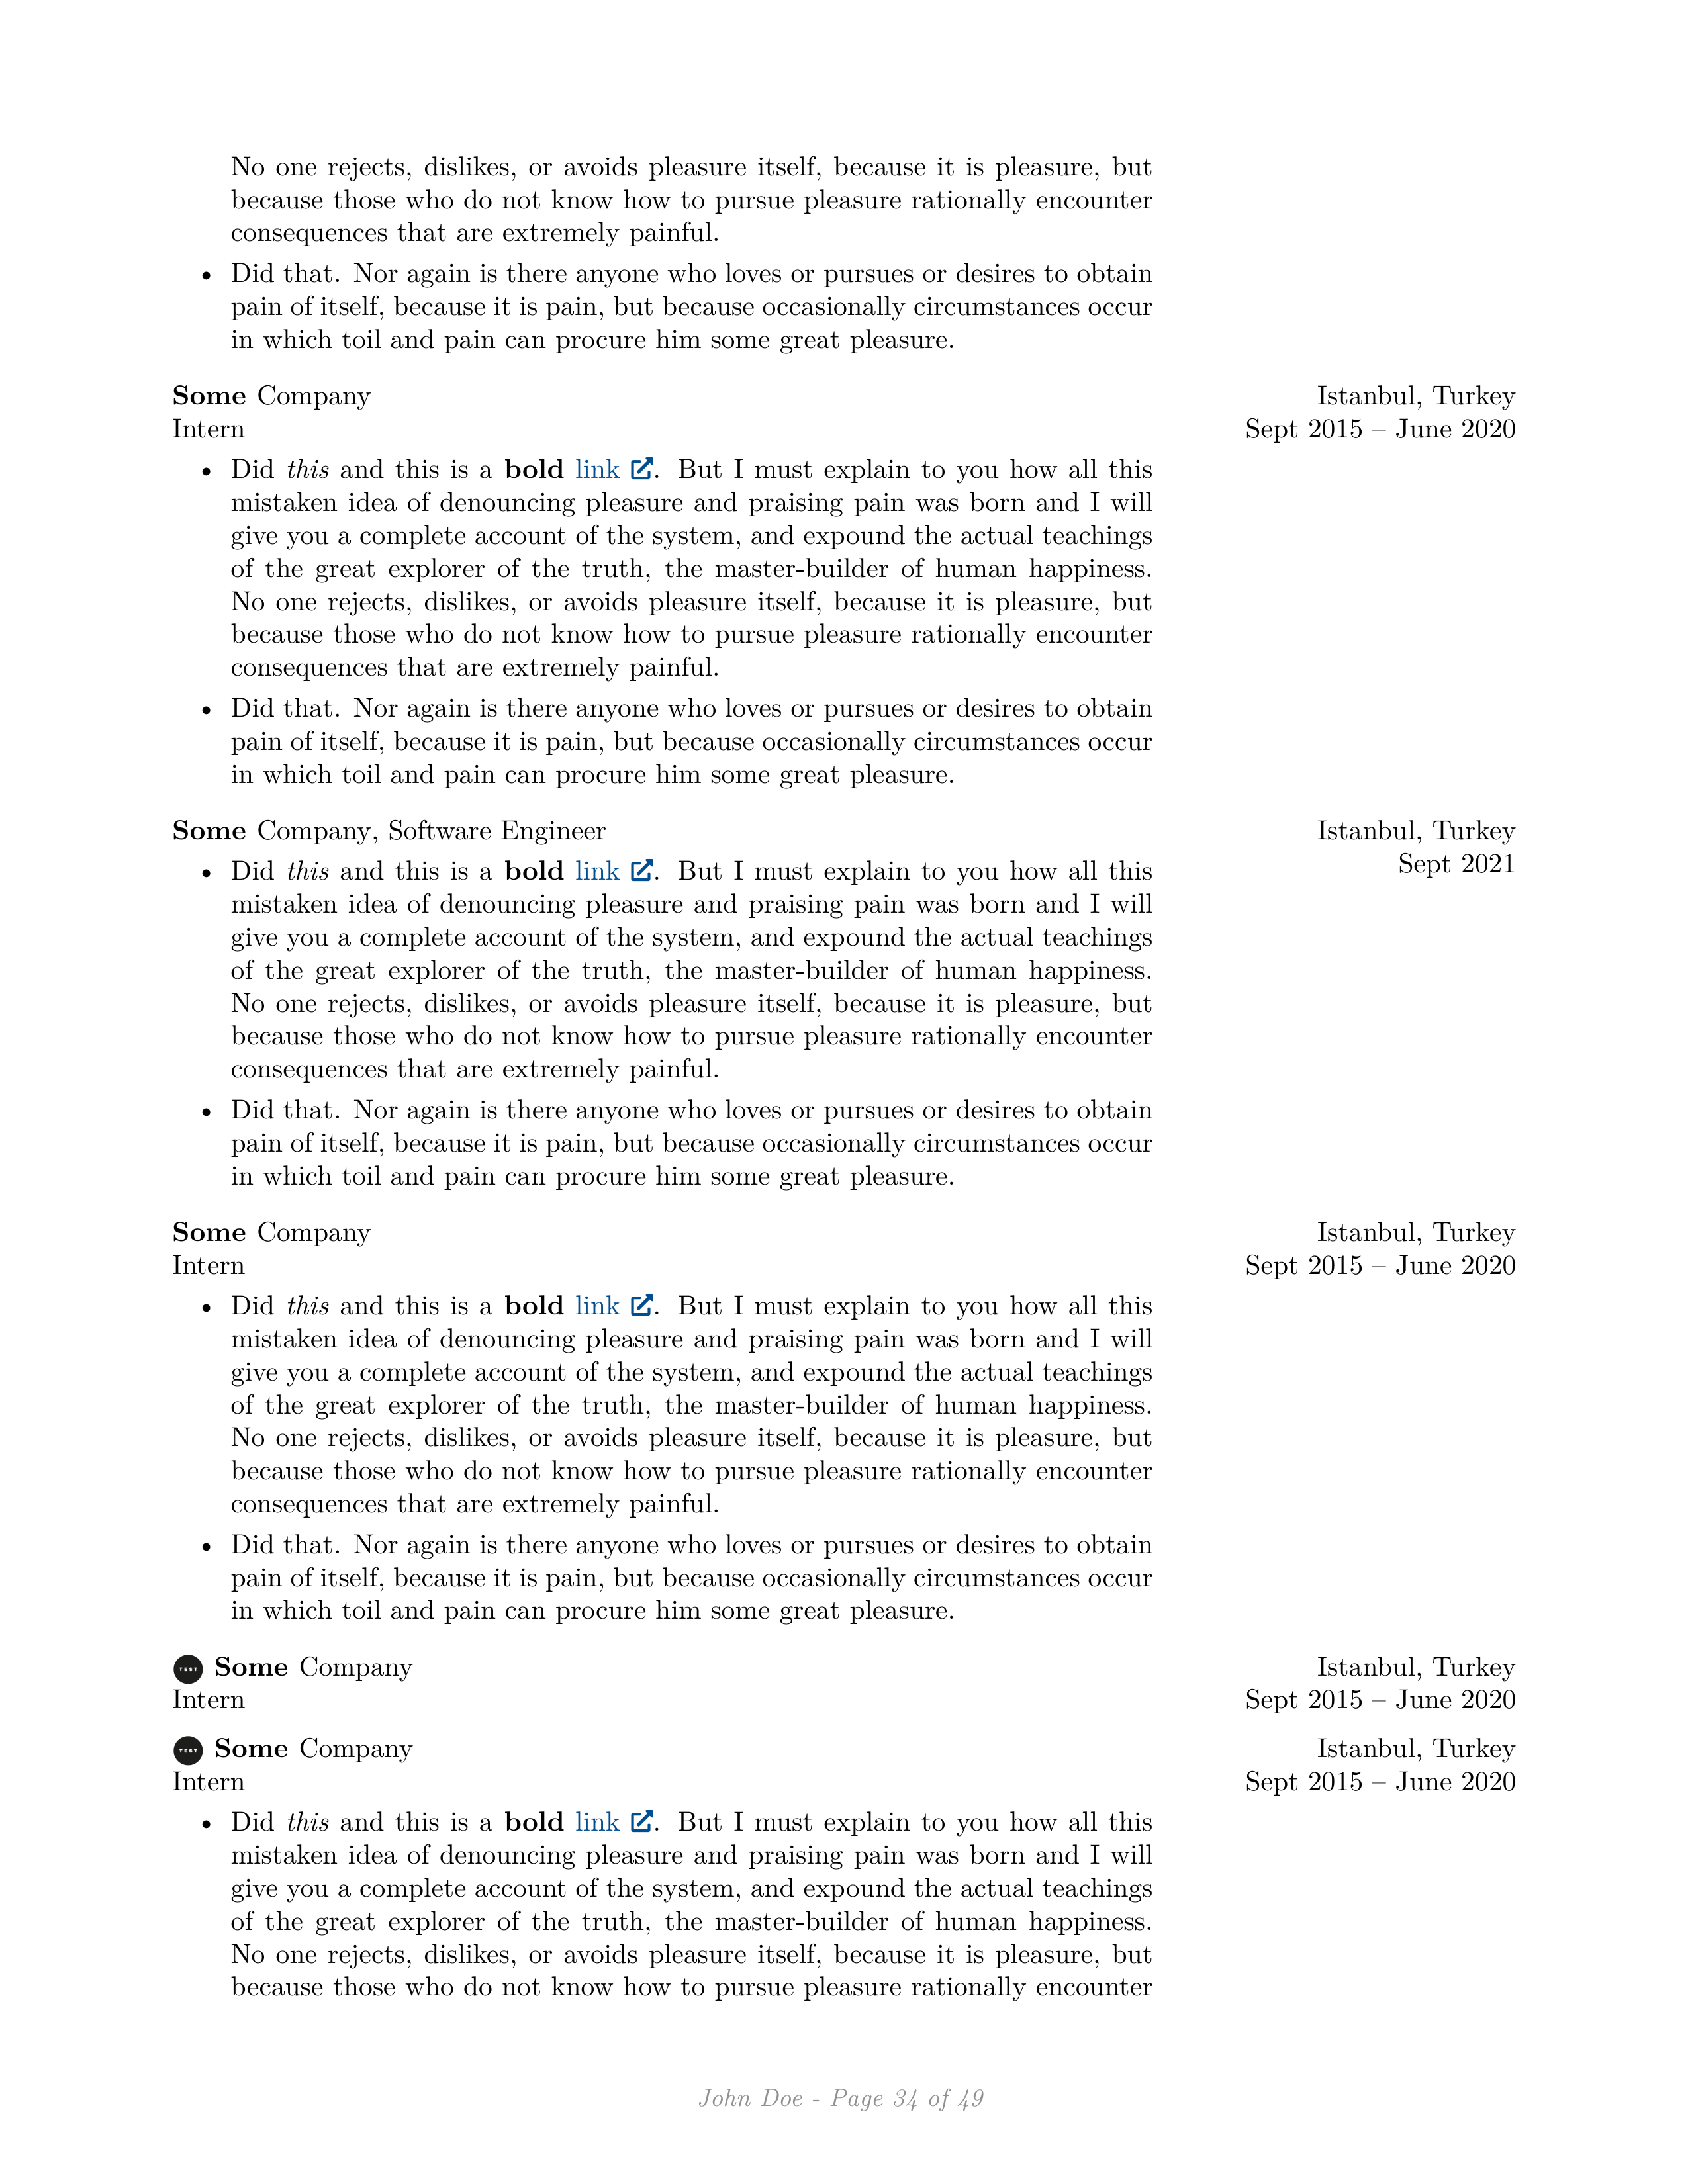 No one rejects, dislikes, or avoids pleasure itself, because it is pleasure, but
because those who do not know how to pursue pleasure rationally encounter
consequences that are extremely painful.
• Did that. Nor again is there anyone who loves or pursues or desires to obtain
pain of itself, because it is pain, but because occasionally circumstances occur
in which toil and pain can procure him some great pleasure.
Some Company Istanbul, Turkey
Intern Sept 2015 – June 2020
• Did this and this is a bold link. But I must explain to you how all this
mistaken idea of denouncing pleasure and praising pain was born and I will
give you a complete account of the system, and expound the actual teachings
of the great explorer of the truth, the master-builder of human happiness.
No one rejects, dislikes, or avoids pleasure itself, because it is pleasure, but
because those who do not know how to pursue pleasure rationally encounter
consequences that are extremely painful.
• Did that. Nor again is there anyone who loves or pursues or desires to obtain
pain of itself, because it is pain, but because occasionally circumstances occur
in which toil and pain can procure him some great pleasure.
Some Company, Software Engineer Istanbul, Turkey
Sept 2021
• Did this and this is a bold link. But I must explain to you how all this
mistaken idea of denouncing pleasure and praising pain was born and I will
give you a complete account of the system, and expound the actual teachings
of the great explorer of the truth, the master-builder of human happiness.
No one rejects, dislikes, or avoids pleasure itself, because it is pleasure, but
because those who do not know how to pursue pleasure rationally encounter
consequences that are extremely painful.
• Did that. Nor again is there anyone who loves or pursues or desires to obtain
pain of itself, because it is pain, but because occasionally circumstances occur
in which toil and pain can procure him some great pleasure.
Some Company Istanbul, Turkey
Intern Sept 2015 – June 2020
• Did this and this is a bold link. But I must explain to you how all this
mistaken idea of denouncing pleasure and praising pain was born and I will
give you a complete account of the system, and expound the actual teachings
of the great explorer of the truth, the master-builder of human happiness.
No one rejects, dislikes, or avoids pleasure itself, because it is pleasure, but
because those who do not know how to pursue pleasure rationally encounter
consequences that are extremely painful.
• Did that. Nor again is there anyone who loves or pursues or desires to obtain
pain of itself, because it is pain, but because occasionally circumstances occur
in which toil and pain can procure him some great pleasure.
TEST Some Company Istanbul, Turkey
Intern Sept 2015 – June 2020
TEST Some Company Istanbul, Turkey
Intern Sept 2015 – June 2020
• Did this and this is a bold link. But I must explain to you how all this
mistaken idea of denouncing pleasure and praising pain was born and I will
give you a complete account of the system, and expound the actual teachings
of the great explorer of the truth, the master-builder of human happiness.
No one rejects, dislikes, or avoids pleasure itself, because it is pleasure, but
because those who do not know how to pursue pleasure rationally encounter
John Doe - Page 34 of 49